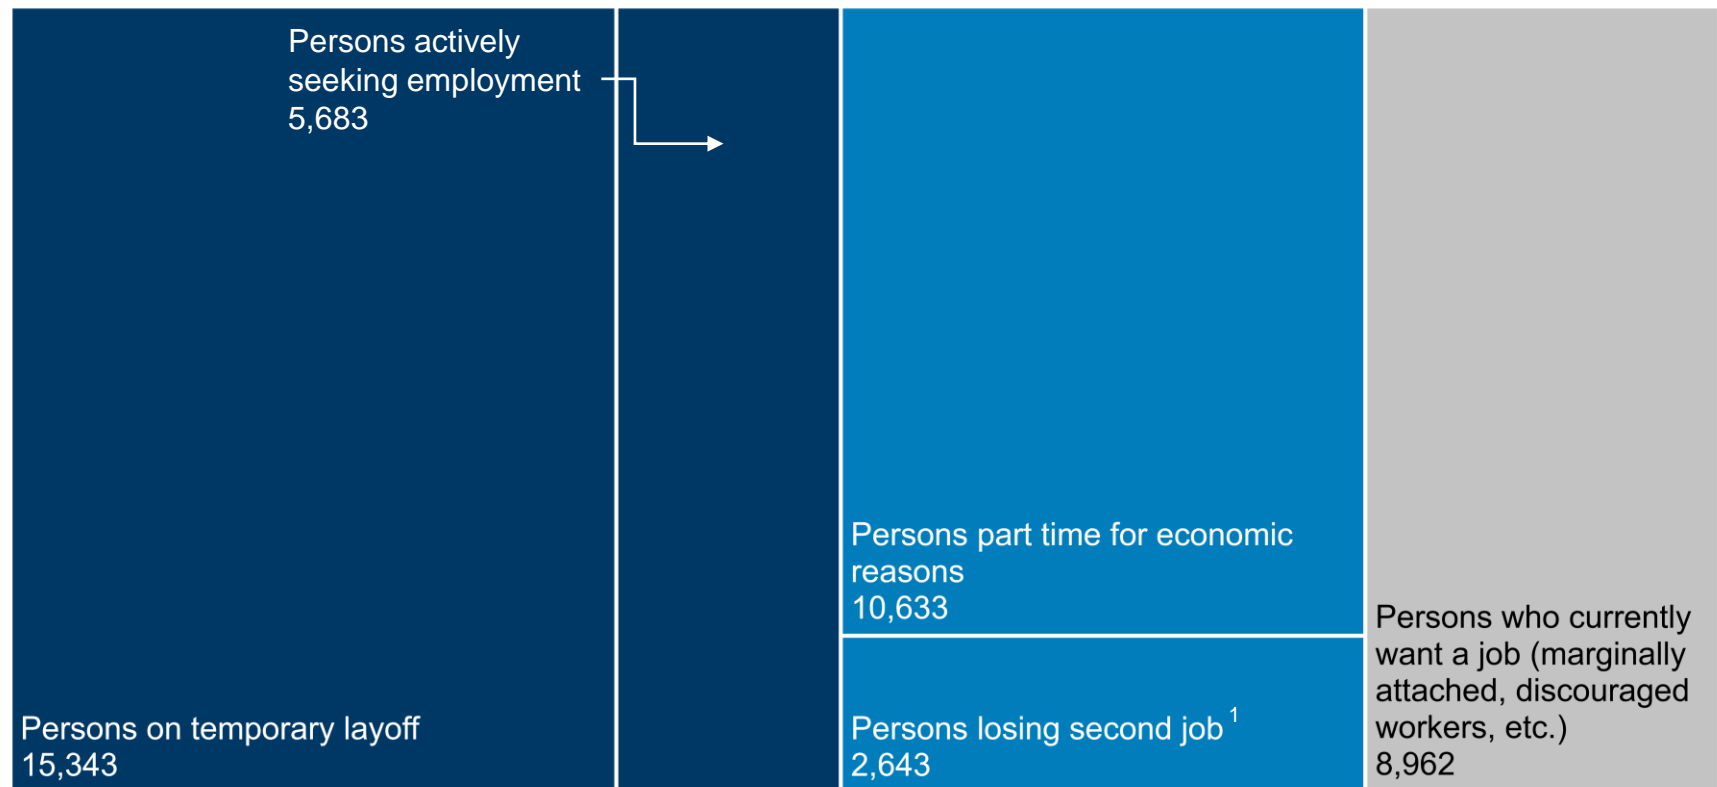 Persons actively
seeking employment
5,683
Persons on temporary layoff
15,343
Persons part time for economic
reasons
10,633
Persons losing second job 1
2,643
Persons who currently
want a job (marginally
attached, discouraged
workers, etc.)
8,962